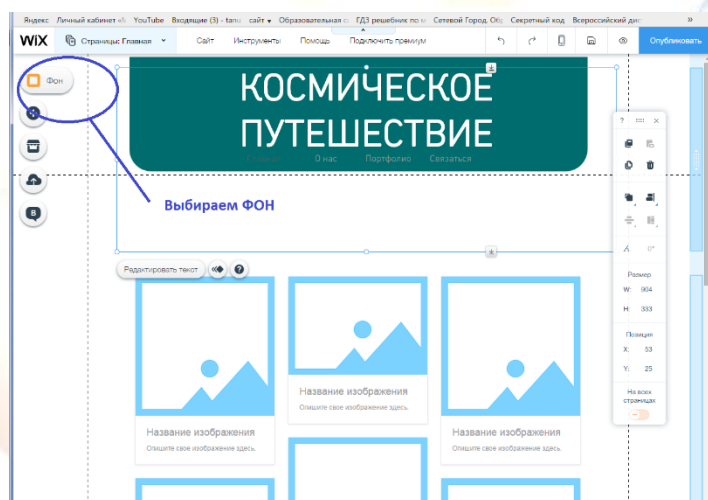 Яндекс Личный кабинет «М YouTube Входящие (3) - tanu сайт Образовательная с ГДЗ решебник по м Сетевой Город. Обр Секретный код Всероссийский дис »
WiX Страницы: Главная Сайт Инструменты Помощь Подключить премиум Опубликовать
Фон
КОСМИЧЕСКОЕ
ПУТЕШЕСТВИЕ
Главная О нас Портфолио Связаться
Выбираем ФОН
Редактировать текст
Название изображения
Опишите свое изображение здесь.
Название изображения
Опишите свое изображение здесь.
Название изображения
Опишите свое изображение здесь.
Размер
W: 904
H: 333
Позиция
X: 53
Y: 25
На всех
страницах